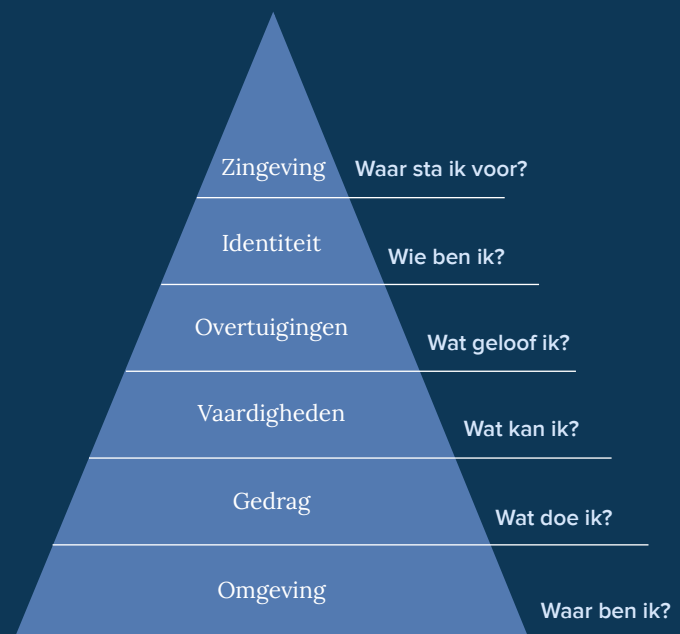 Zingeving
Waar sta ik voor?
Identiteit
Wie ben ik?
Overtuigingen
Wat geloof ik?
Vaardigheden
Wat kan ik?
Gedrag
Wat doe ik?
Omgeving
Waar ben ik?